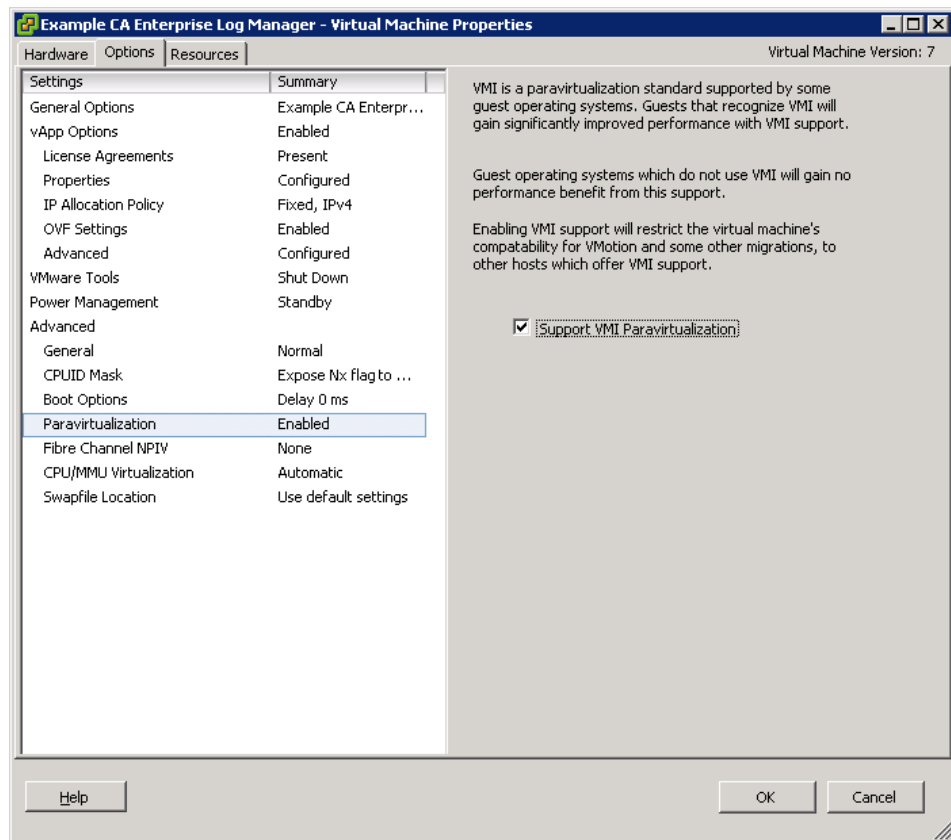 Example CA Enterprise Log Manager - Virtual Machine Properties
Hardware Options Resources Virtual Machine Version: 7
Settings Summary
General Options Example CA Enterpr...
vApp Options Enabled
License Agreements Present
Properties Configured
IP Allocation Policy Fixed, IPv4
OVF Settings Enabled
Advanced Configured
VMware Tools Shut Down
Power Management Standby
Advanced
General Normal
CPUID Mask Expose Nx flag to ...
Boot Options Delay 0 ms
Paravirtualization Enabled
Fibre Channel NPIV None
CPU/MMU Virtualization Automatic
Swapfile Location Use default settings
VMI is a paravirtualization standard supported by some
guest operating systems. Guests that recognize VMI will
gain significantly improved performance with VMI support.
Guest operating systems which do not use VMI will gain no
performance benefit from this support.
Enabling VMI support will restrict the virtual machine's
compatability for VMotion and some other migrations, to
other hosts which offer VMI support.
Support VMI Paravirtualization
Help OK Cancel